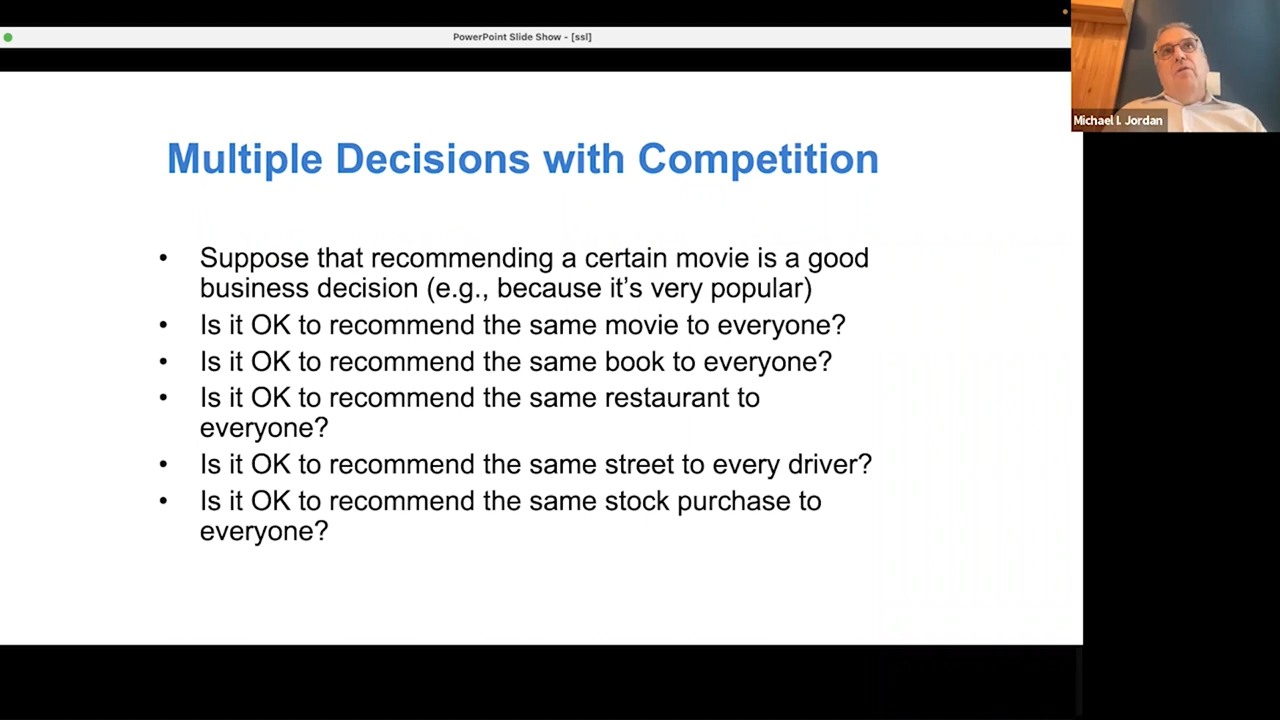 PowerPoint Slide Show - [ssl]
Michael I. Jordan
Multiple Decisions with Competition
• Suppose that recommending a certain movie is a good
business decision (e.g., because it’s very popular)
• Is it OK to recommend the same movie to everyone?
• Is it OK to recommend the same book to everyone?
• Is it OK to recommend the same restaurant to
everyone?
• Is it OK to recommend the same street to every driver?
• Is it OK to recommend the same stock purchase to
everyone?